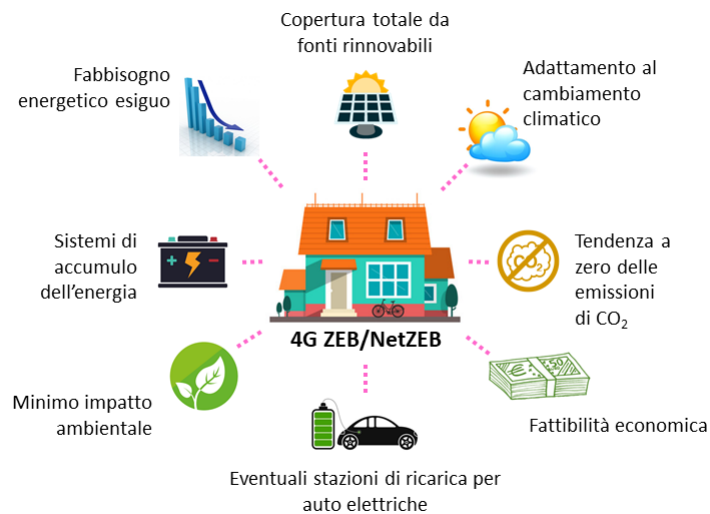 Copertura totale da
fonti rinnovabili
Fabbisogno
energetico esiguo
Adattamento al
cambiamento
climatico
Sistemi di
accumulo
dell’energia
+
−
CO₂
Tendenza a
zero delle
emissioni
di CO₂
4G ZEB/NetZEB
Minimo impatto
ambientale
€
50
Fattibilità economica
Eventuali stazioni di ricarica per
auto elettriche